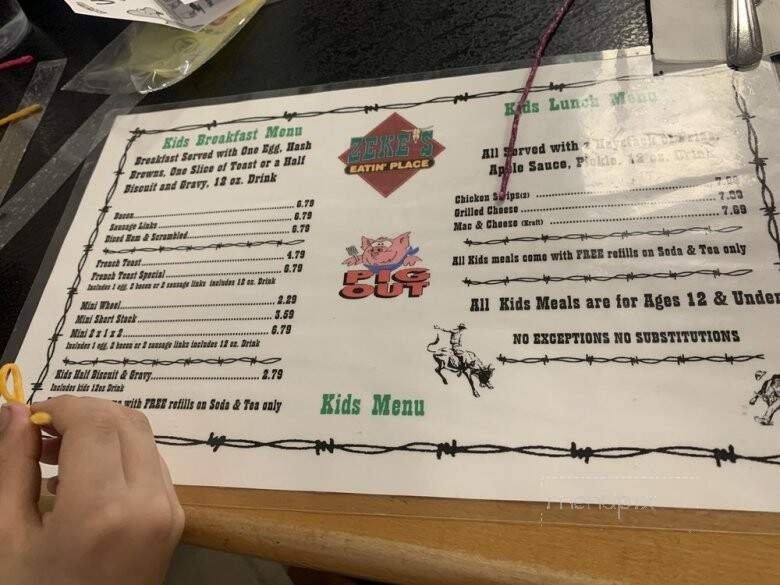 Kids Breakfast Menu
Breakfast Served with One Egg, Hash
Browns, One Slice of Toast or a Half
Biscuit and Gravy, 12 oz. Drink
Bacon 6.79
Sausage Links 6.79
Diced Ham & Scrambled 6.79
French Toast 4.79
French Toast Special 6.79
Includes 1 egg, 2 bacon or 2 sausage links includes 12 oz. Drink
Mini Wheel 2.29
Mini Short Stack 3.59
Mini 2 x 1 x 2 6.79
Includes 1 egg, 2 bacon or 2 sausage links includes 12 oz. Drink
Kids Half Biscuit & Gravy 2.79
Includes kids 12oz Drink
with FREE refills on Soda & Tea only
ZEKE'S
EATIN' PLACE
PIG
OUT
Kids Menu
Kids Lunch Menu
All Served with
Apple Sauce, Pickle, 12 oz. Drink
Chicken Strips(2)
Grilled Cheese
Mac & Cheese (Kraft) 7.69
All Kids meals come with FREE refills on Soda & Tea only
All Kids Meals are for Ages 12 & Under
NO EXCEPTIONS NO SUBSTITUTIONS
menupix